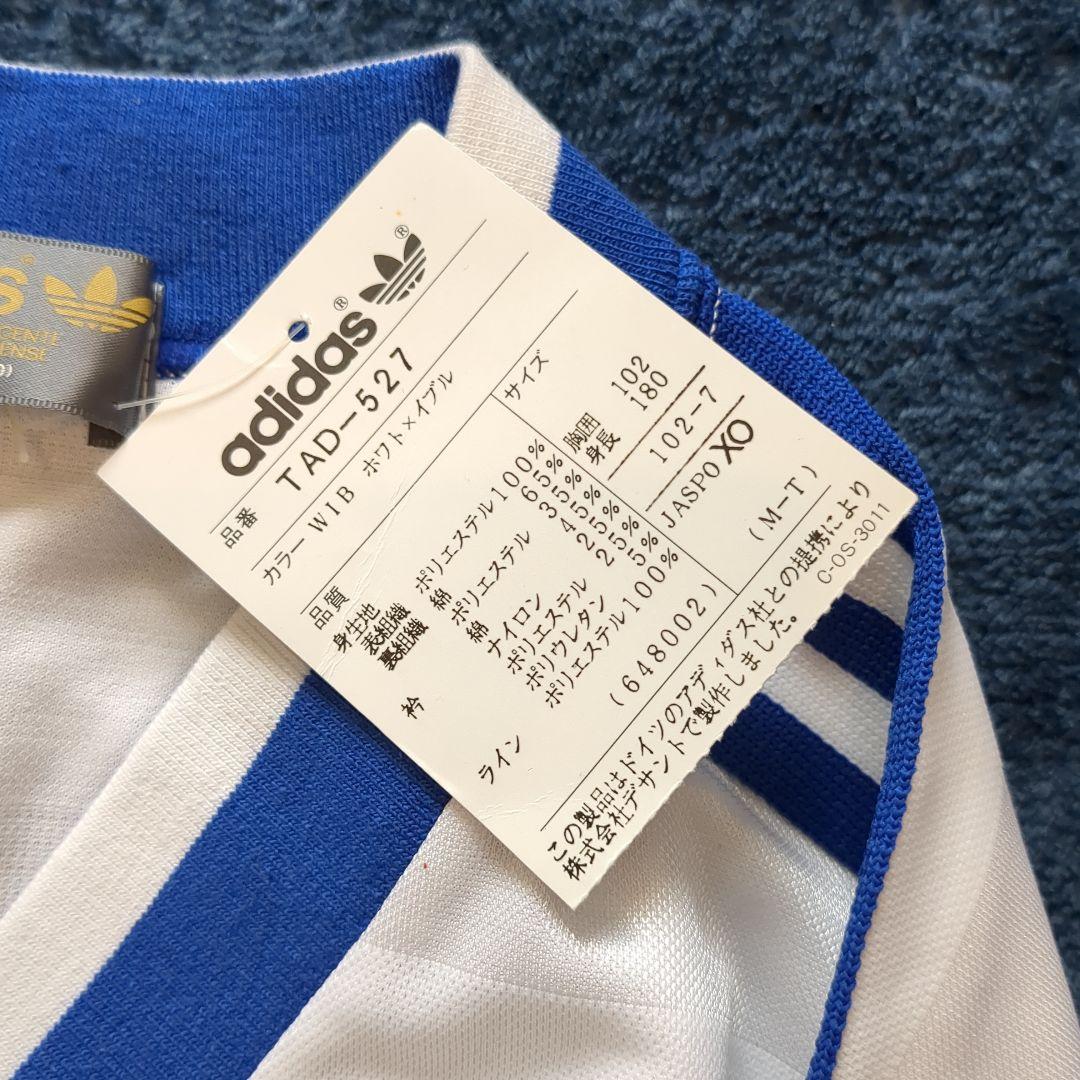 adidas®
品番 TAD-527
カラー WIB ホワト×イブル
品質
身生地 ポリエステル100%
表組織 綿 65%
ポリエステル 35%
裏組織 綿 45%
ナイロン 25%
ポリエステル 25%
ポリウレタン 5%
衿 ポリエステル100%
ライン (648002)
サイズ
胸囲 102
身長 180
102-7
JASPO XO
(M-T)
この製品はドイツのアディダス社との提携により
株式会社デサントで製作しました。 C-OS-3011